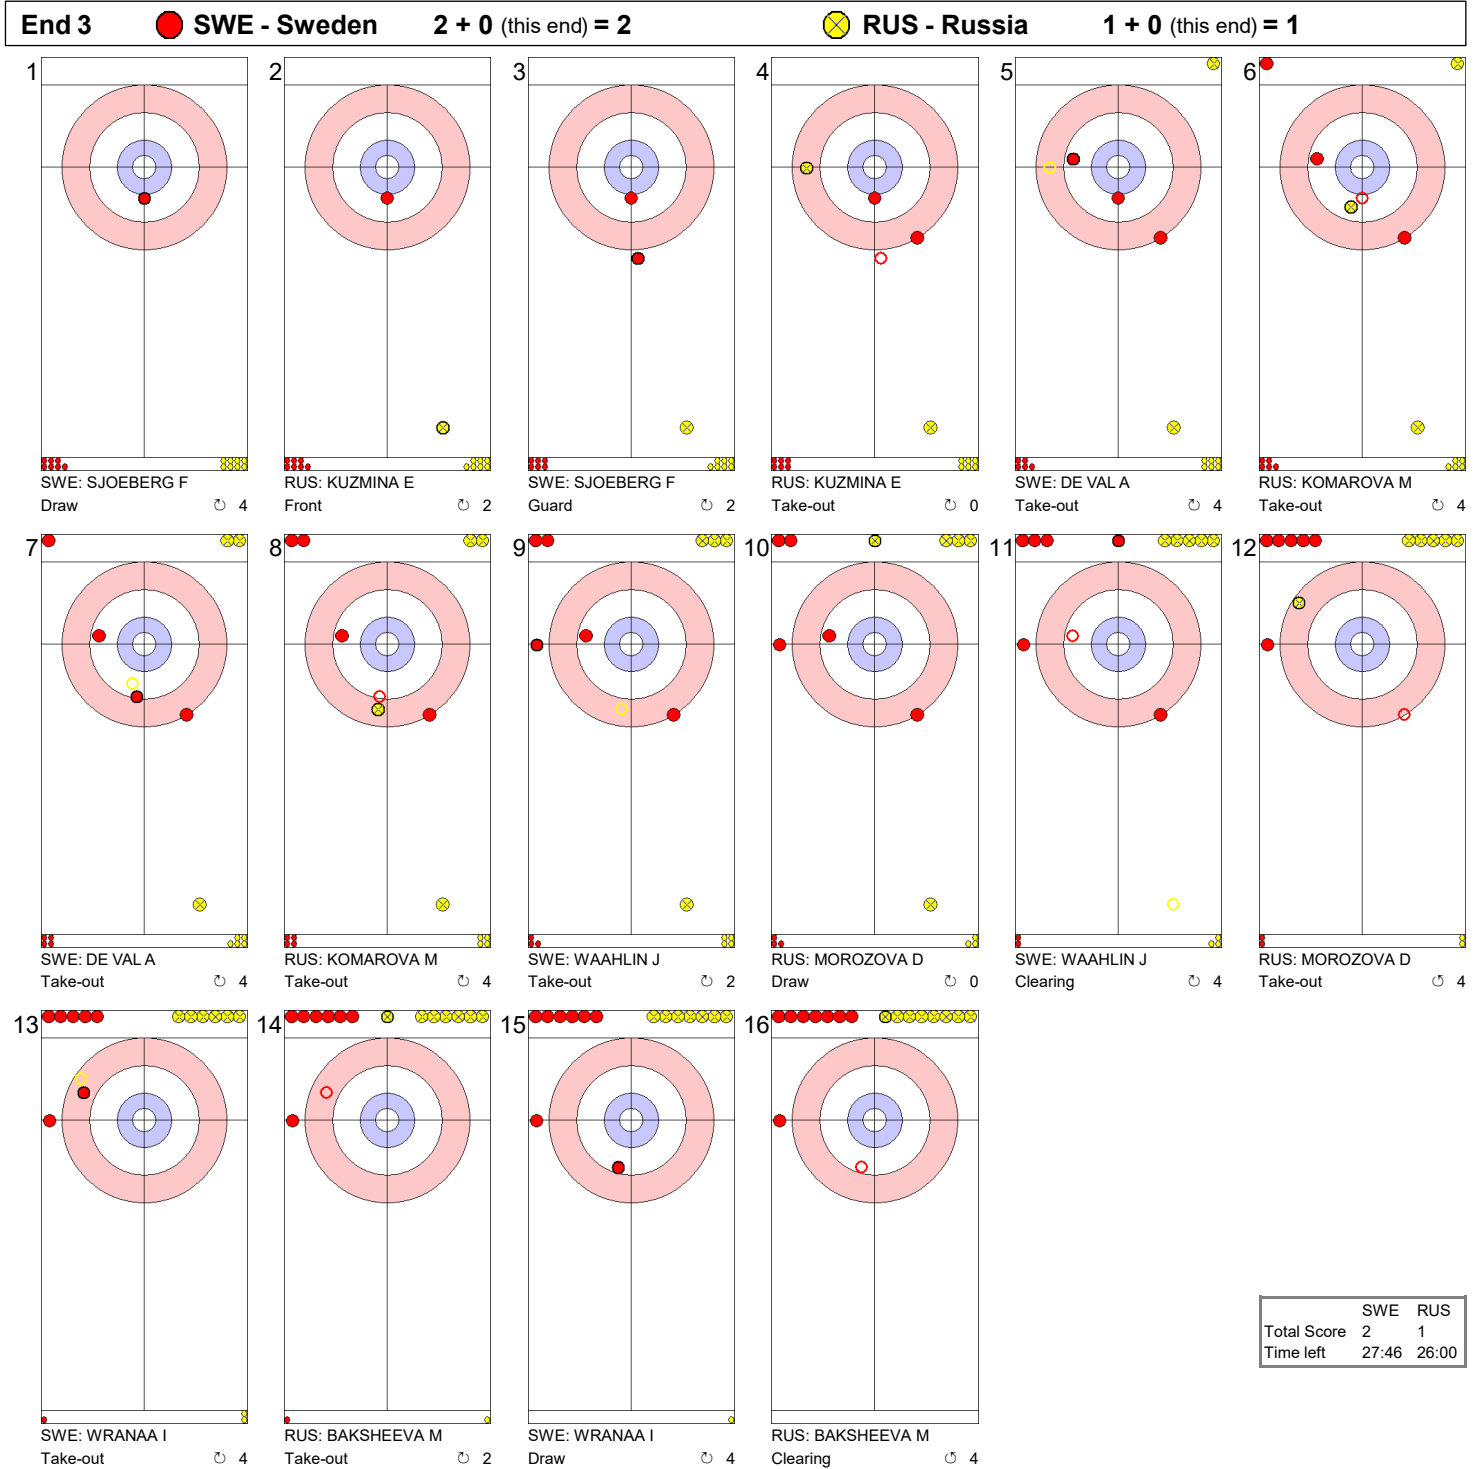 End 3 SWE - Sweden 2 + 0 (this end) = 2 RUS - Russia 1 + 0 (this end) = 1
1 2 3 4 5 6
SWE: SJOEBERG F RUS: KUZMINA E SWE: SJOEBERG F RUS: KUZMINA E SWE: DE VAL A RUS: KOMAROVA M
Draw ↻ 4 Front ↻ 2 Guard ↻ 2 Take-out ↻ 0 Take-out ↻ 4 Take-out ↻ 4
7 8 9 10 11 12
SWE: DE VAL A RUS: KOMAROVA M SWE: WAAHLIN J RUS: MOROZOVA D SWE: WAAHLIN J RUS: MOROZOVA D
Take-out ↻ 4 Take-out ↻ 4 Take-out ↻ 2 Draw ↻ 0 Clearing ↻ 4 Take-out ↺ 4
13 14 15 16
SWE RUS
Total Score 2 1
Time left 27:46 26:00
SWE: WRANAA I RUS: BAKSHEEVA M SWE: WRANAA I RUS: BAKSHEEVA M
Take-out ↻ 4 Take-out ↻ 2 Draw ↻ 4 Clearing ↺ 4